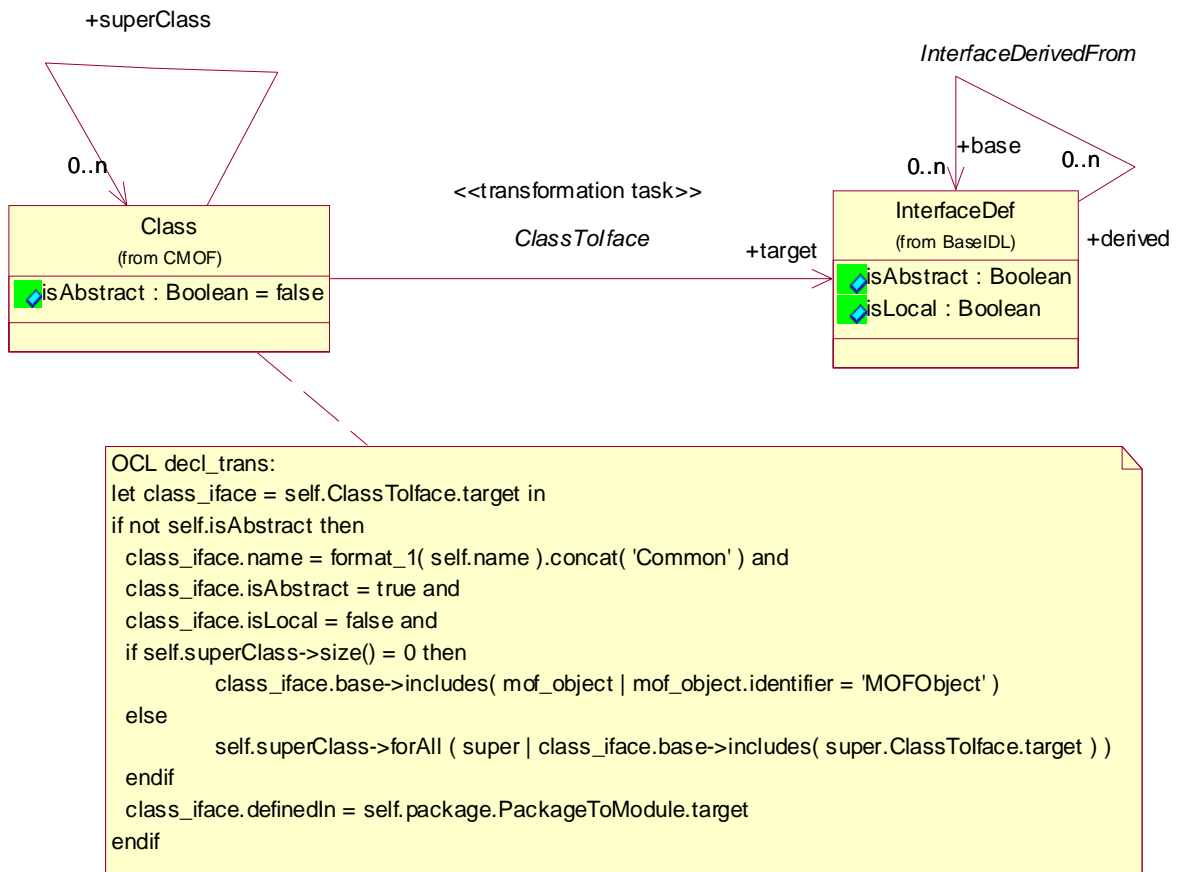 +superClass
InterfaceDerivedFrom
0..n
+base
0..n
0..n
<<transformation task>>
Class
(from CMOF)
InterfaceDef
(from BaseIDL)
ClassToIface
+target
+derived
isAbstract : Boolean = false
isAbstract : Boolean
isLocal : Boolean
OCL decl_trans:
let class_iface = self.ClassToIface.target in
if not self.isAbstract then
class_iface.name = format_1( self.name ).concat( 'Common' ) and
class_iface.isAbstract = true and
class_iface.isLocal = false and
if self.superClass->size() = 0 then
class_iface.base->includes( mof_object | mof_object.identifier = 'MOFObject' )
else
self.superClass->forAll ( super | class_iface.base->includes( super.ClassToIface.target ) )
endif
class_iface.definedIn = self.package.PackageToModule.target
endif